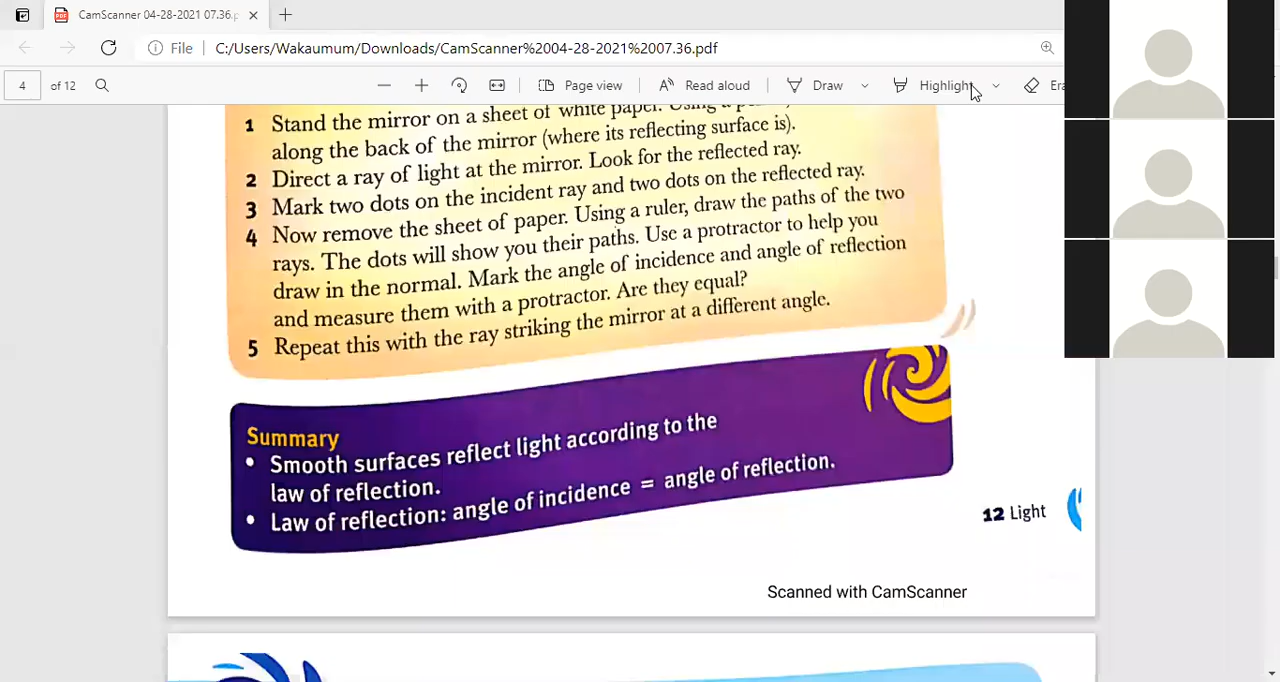 CamScanner 04-28-2021 07.36.p
File C:/Users/Wakaumum/Downloads/CamScanner%2004-28-2021%2007.36.pdf
4 of 12 Page view Read aloud Draw Highlight Era
1 Stand the mirror on a sheet of white paper. Using a
along the back of the mirror (where its reflecting surface is).
2 Direct a ray of light at the mirror. Look for the reflected ray.
3 Mark two dots on the incident ray and two dots on the reflected ray.
4 Now remove the sheet of paper. Using a ruler, draw the paths of the two
rays. The dots will show you their paths. Use a protractor to help you
draw in the normal. Mark the angle of incidence and angle of reflection
and measure them with a protractor. Are they equal?
5 Repeat this with the ray striking the mirror at a different angle.
Summary
• Smooth surfaces reflect light according to the
law of reflection.
• Law of reflection: angle of incidence = angle of reflection.
12 Light
Scanned with CamScanner